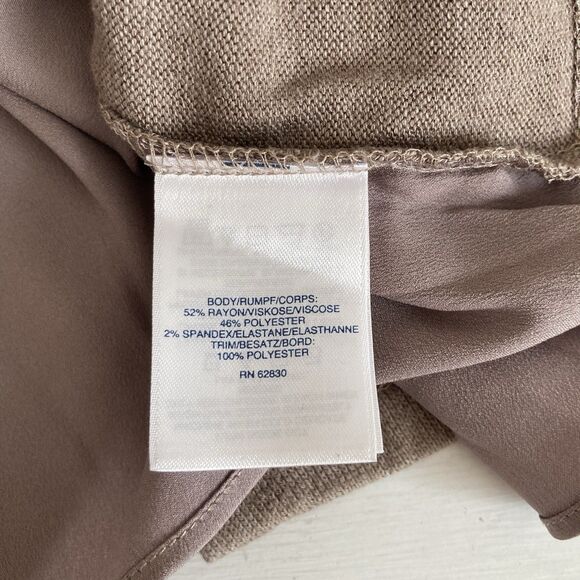 BODY/RUMPF/CORPS:
52% RAYON/VISKOSE/VISCOSE
46% POLYESTER
2% SPANDEX/ELASTANE/ELASTHANNE
TRIM/BESATZ/BORD:
100% POLYESTER
RN 62830